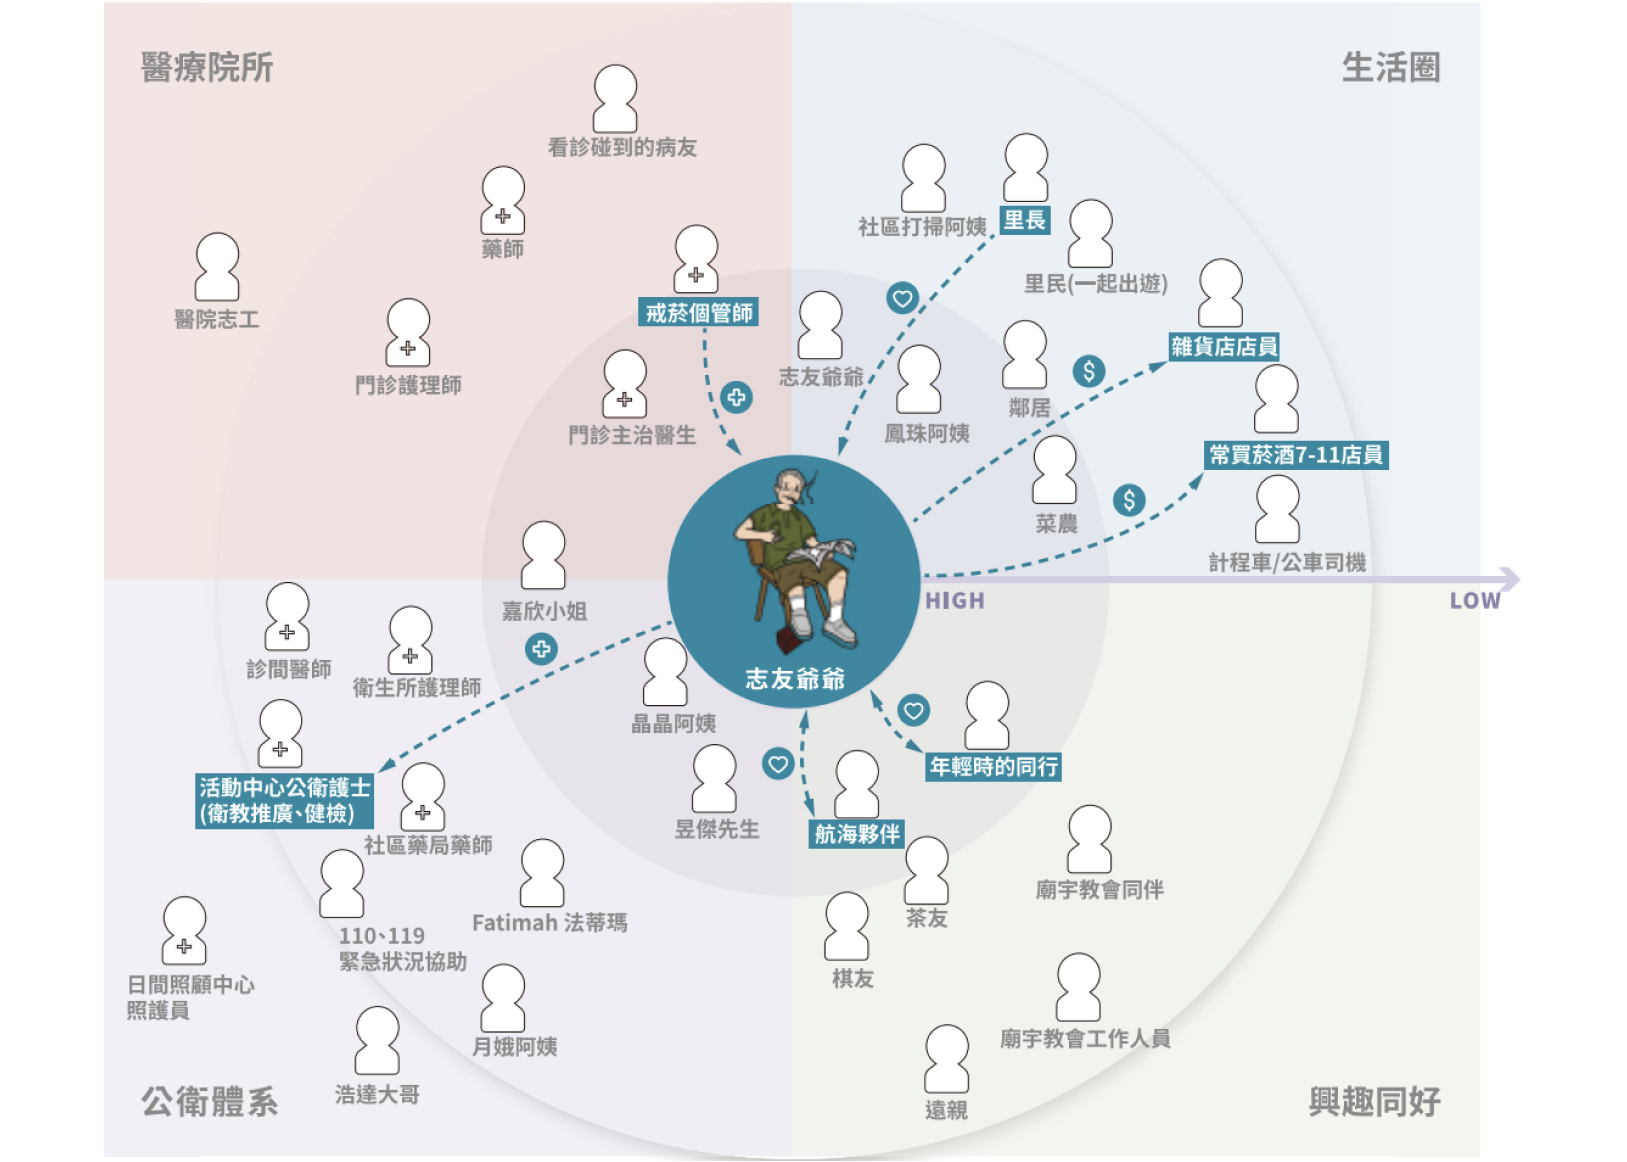 醫療院所
生活圈
看診碰到的病友
藥師
醫院志工
門診護理師
戒菸個管師
門診主治醫生
社區打掃阿姨
里長
里民(一起出遊)
志友爺爺
鳳珠阿姨
鄰居
雜貨店店員
常買菸酒7-11店員
菜農
計程車/公車司機
HIGH
LOW
志友爺爺
嘉欣小姐
診間醫師
衛生所護理師
晶晶阿姨
活動中心公衛護士
(衛教推廣、健檢)
社區藥局藥師
昱傑先生
110、119
緊急狀況協助
Fatimah 法蒂瑪
日間照顧中心
照護員
月娥阿姨
浩達大哥
公衛體系
年輕時的同行
航海夥伴
茶友
棋友
廟宇教會同伴
廟宇教會工作人員
遠親
興趣同好